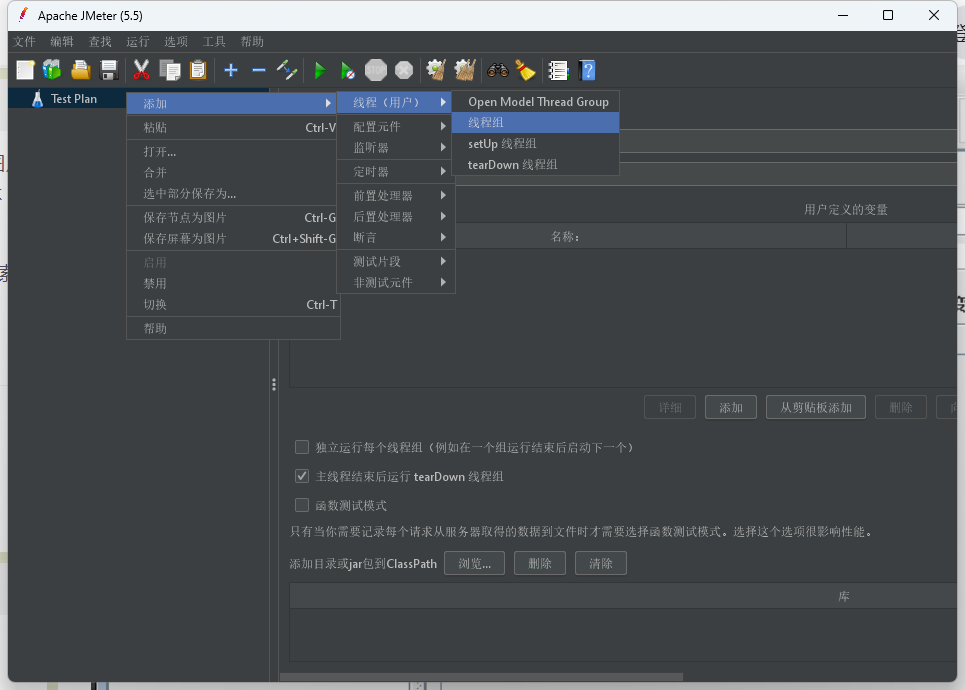 Apache JMeter (5.5)
文件 编辑 查找 运行 选项 工具 帮助
Test Plan
添加
粘贴 Ctrl-V
打开...
合并
选中部分保存为...
保存节点为图片 Ctrl-G
保存屏幕为图片 Ctrl+Shift-G
启用
禁用
切换 Ctrl-T
帮助
线程（用户）
配置元件
监听器
定时器
前置处理器
后置处理器
断言
测试片段
非测试元件
Open Model Thread Group
线程组
setUp 线程组
tearDown 线程组
用户定义的变量
名称：
详细 添加 从剪贴板添加 删除 向
独立运行每个线程组（例如在一个组运行结束后启动下一个）
主线程结束后运行 tearDown 线程组
函数测试模式
只有当你需要记录每个请求从服务器取得的数据到文件时才需要选择函数测试模式。选择这个选项很影响性能。
添加目录或jar包到ClassPath 浏览... 删除 清除
库